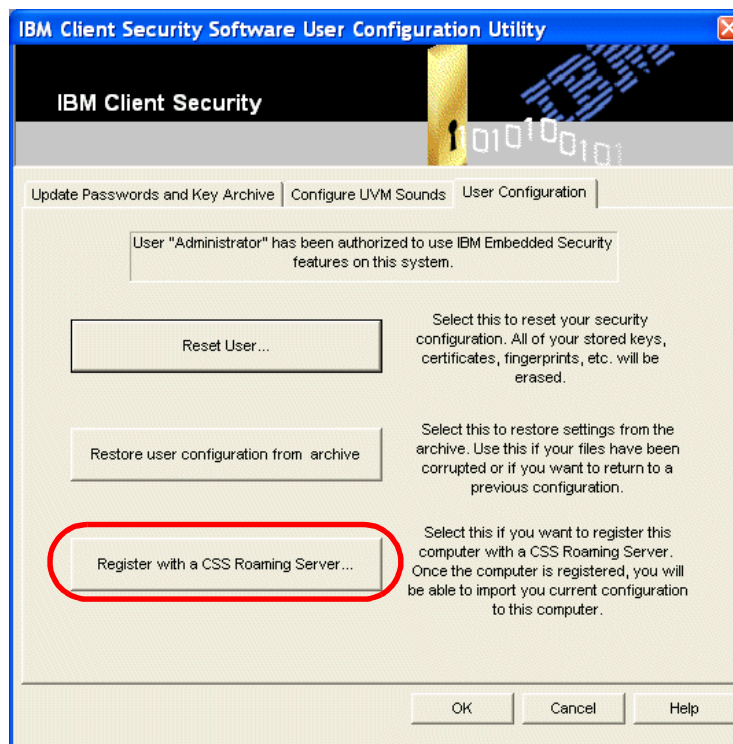 IBM Client Security Software User Configuration Utility
IBM Client Security
IBM
10101010010101
Update Passwords and Key Archive
Configure UVM Sounds
User Configuration
User "Administrator" has been authorized to use IBM Embedded Security
features on this system.
Reset User...
Select this to reset your security
configuration. All of your stored keys,
certificates, fingerprints, etc. will be
erased.
Restore user configuration from archive
Select this to restore settings from the
archive. Use this if your files have been
corrupted or if you want to return to a
previous configuration.
Register with a CSS Roaming Server...
Select this if you want to register this
computer with a CSS Roaming Server.
Once the computer is registered, you will
be able to import you current configuration
to this computer.
OK
Cancel
Help